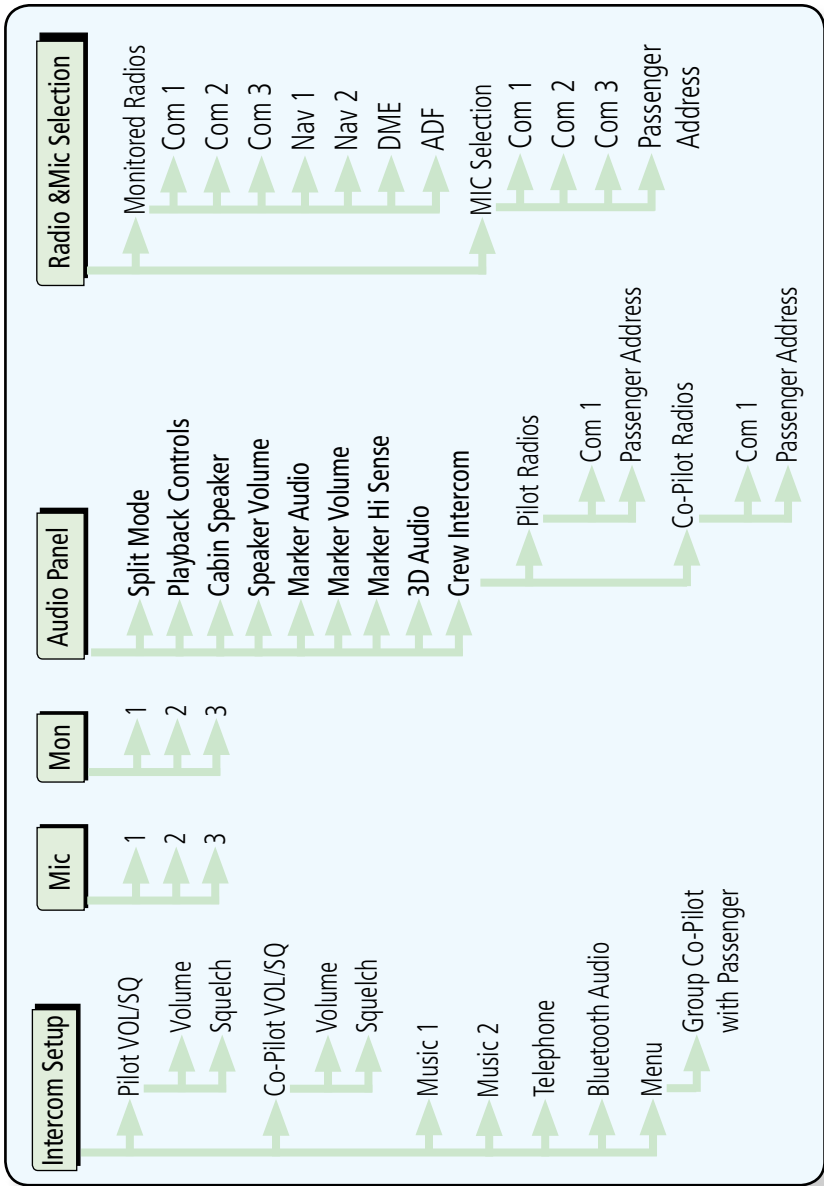 Intercom Setup
Pilot VOL/SQ
Volume
Squelch
Co-Pilot VOL/SQ
Volume
Squelch
Music 1
Music 2
Telephone
Bluetooth Audio
Menu
Group Co-Pilot
with Passenger
Mic
1
2
3
Mon
1
2
3
Audio Panel
Split Mode
Playback Controls
Cabin Speaker
Speaker Volume
Marker Audio
Marker Volume
Marker Hi Sense
3D Audio
Crew Intercom
Pilot Radios
Com 1
Passenger Address
Co-Pilot Radios
Com 1
Passenger Address
Radio &Mic Selection
Monitored Radios
Com 1
Com 2
Com 3
Nav 1
Nav 2
DME
ADF
MIC Selection
Com 1
Com 2
Com 3
Passenger
Address